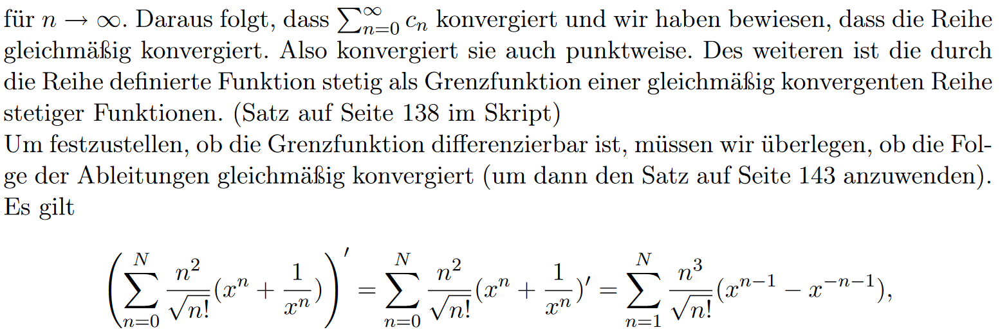 für $n \to \infty$. Daraus folgt, dass $\sum_{n=0}^{\infty} c_n$ konvergiert und wir haben bewiesen, dass die Reihe
gleichmäßig konvergiert. Also konvergiert sie auch punktweise. Des weiteren ist die durch
die Reihe definierte Funktion stetig als Grenzfunktion einer gleichmäßig konvergenten Reihe
stetiger Funktionen. (Satz auf Seite 138 im Skript)
Um festzustellen, ob die Grenzfunktion differenzierbar ist, müssen wir überlegen, ob die Fol-
ge der Ableitungen gleichmäßig konvergiert (um dann den Satz auf Seite 143 anzuwenden).
Es gilt
$\left( \sum_{n=0}^{N} \frac{n^2}{\sqrt{n!}} (x^n + \frac{1}{x^n}) \right)' = \sum_{n=0}^{N} \frac{n^2}{\sqrt{n!}} (x^n + \frac{1}{x^n})' = \sum_{n=1}^{N} \frac{n^3}{\sqrt{n!}} (x^{n-1} - x^{-n-1}),$